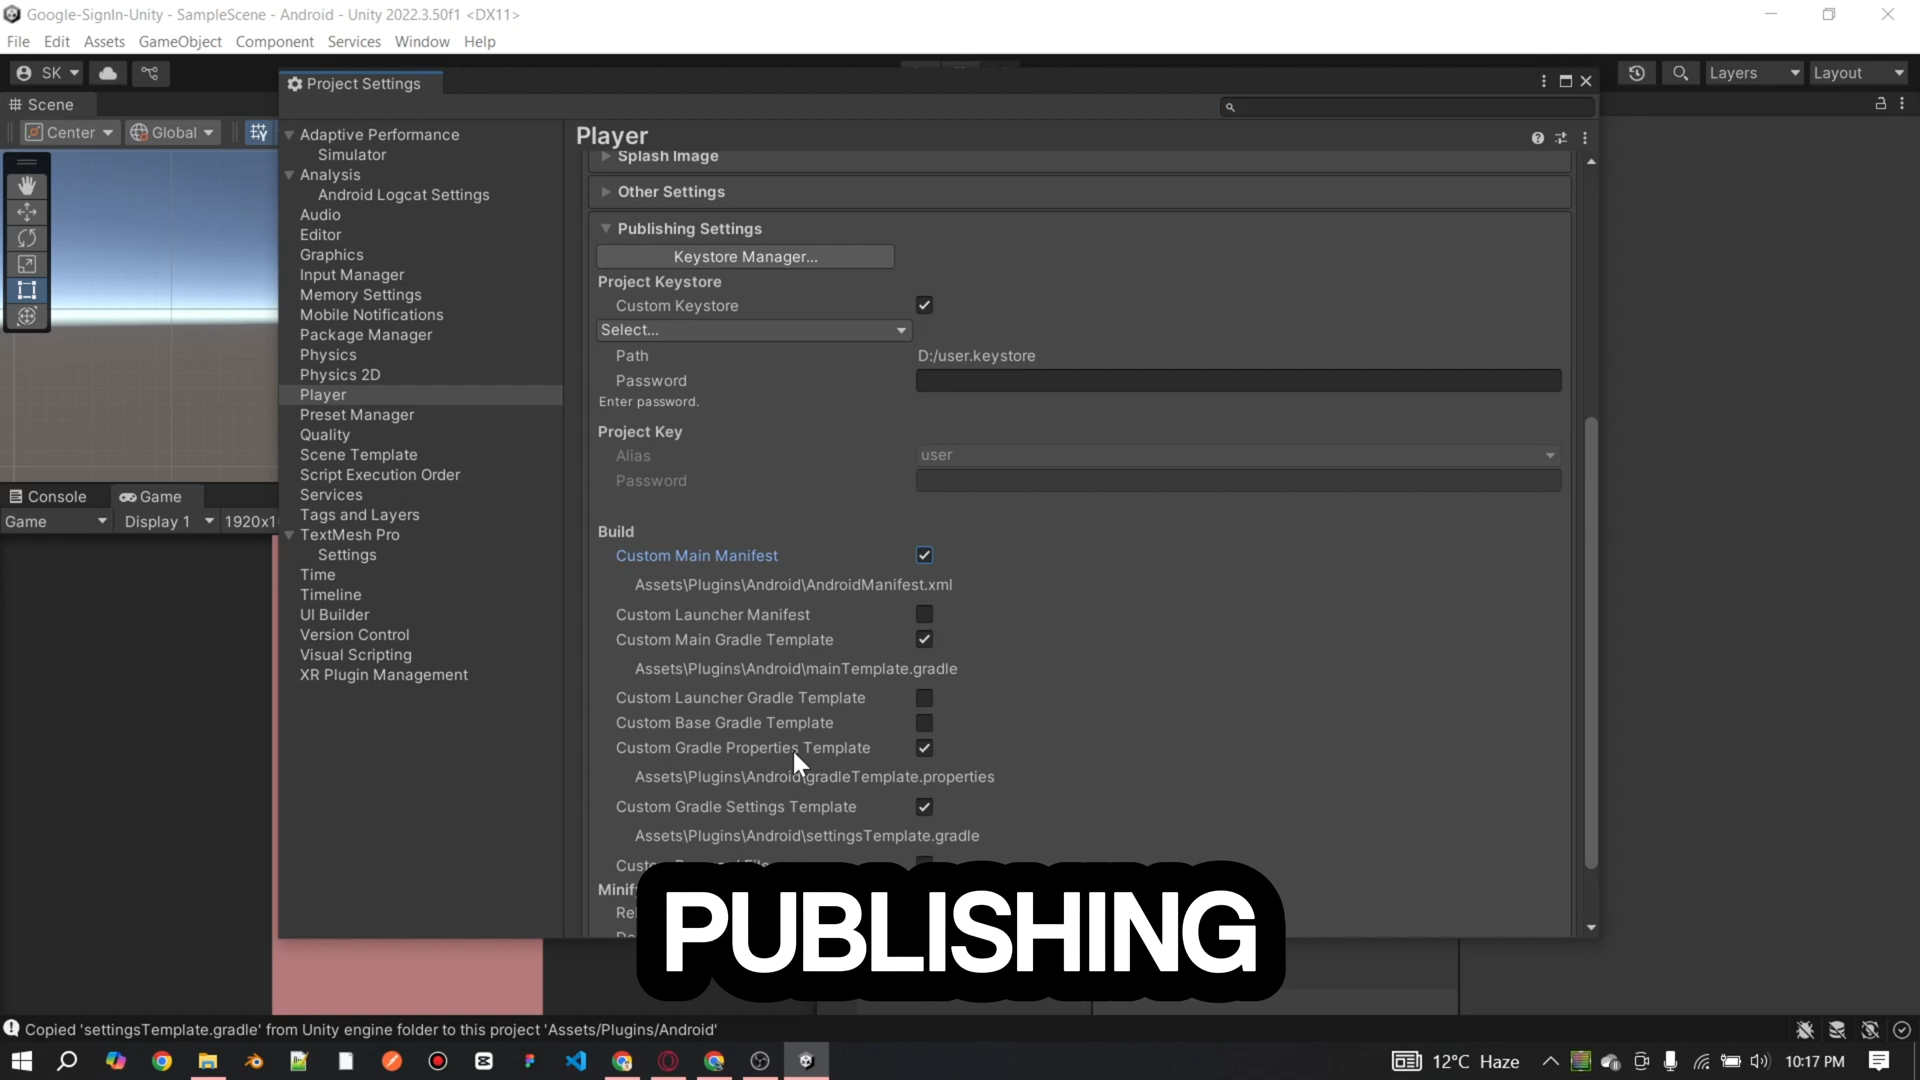 Google-SignIn-Unity - SampleScene - Android - Unity 2022.3.50f1 <DX11>
File Edit Assets GameObject Component Services Window Help
SK Layers Layout
Project Settings
Scene
Center Global
Adaptive Performance
Simulator
Analysis
Android Logcat Settings
Audio
Editor
Graphics
Input Manager
Memory Settings
Mobile Notifications
Package Manager
Physics
Physics 2D
Player
Preset Manager
Quality
Scene Template
Script Execution Order
Services
Tags and Layers
TextMesh Pro
Settings
Time
Timeline
UI Builder
Version Control
Visual Scripting
XR Plugin Management
Player
Splash Image
Other Settings
Publishing Settings
Keystore Manager...
Project Keystore
Custom Keystore
Select...
Path D:/user.keystore
Password
Enter password.
Project Key
Alias user
Password
Build
Custom Main Manifest
Assets\Plugins\Android\AndroidManifest.xml
Custom Launcher Manifest
Custom Main Gradle Template
Assets\Plugins\Android\mainTemplate.gradle
Custom Launcher Gradle Template
Custom Base Gradle Template
Custom Gradle Properties Template
Assets\Plugins\Android\gradleTemplate.properties
Custom Gradle Settings Template
Assets\Plugins\Android\settingsTemplate.gradle
Console Game
Game Display 1 1920x1
PUBLISHING
Copied 'settingsTemplate.gradle' from Unity engine folder to this project 'Assets/Plugins/Android'
12°C Haze 10:17 PM